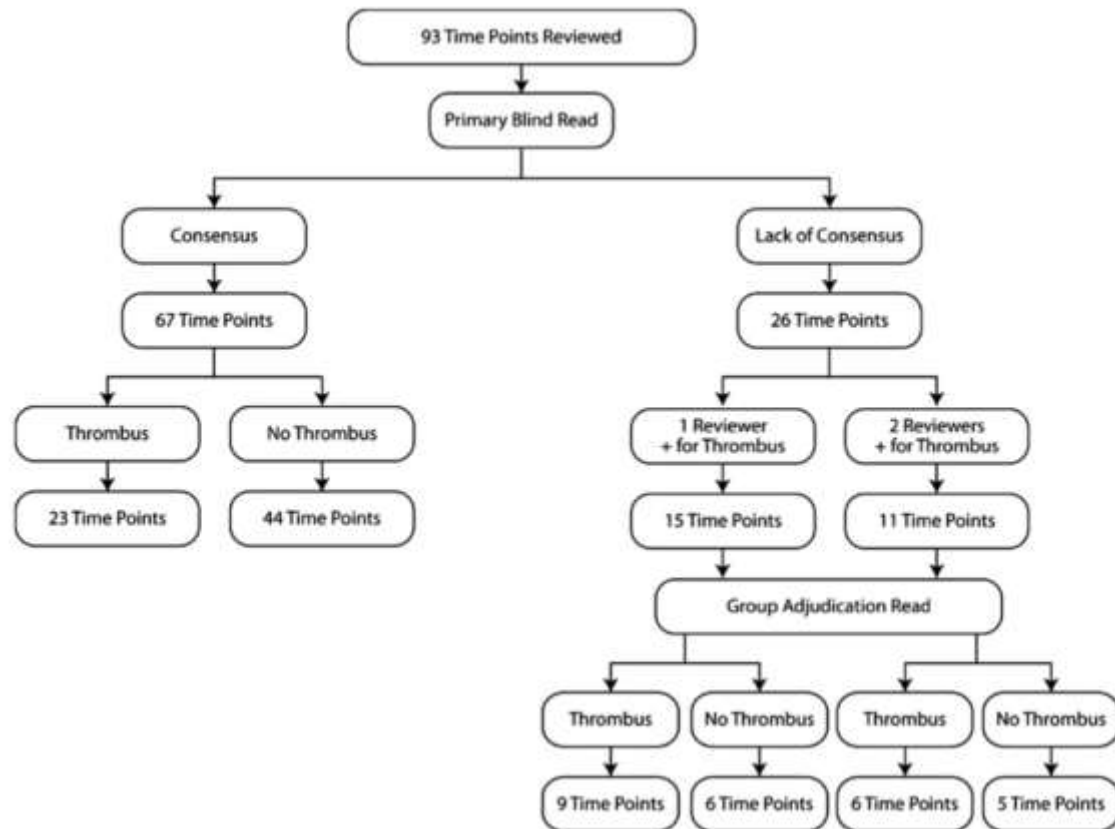 93 Time Points Reviewed
Primary Blind Read
Consensus
Lack of Consensus
67 Time Points
26 Time Points
Thrombus
No Thrombus
1 Reviewer
+ for Thrombus
2 Reviewers
+ for Thrombus
23 Time Points
44 Time Points
15 Time Points
11 Time Points
Group Adjudication Read
Thrombus
No Thrombus
Thrombus
No Thrombus
9 Time Points
6 Time Points
6 Time Points
5 Time Points